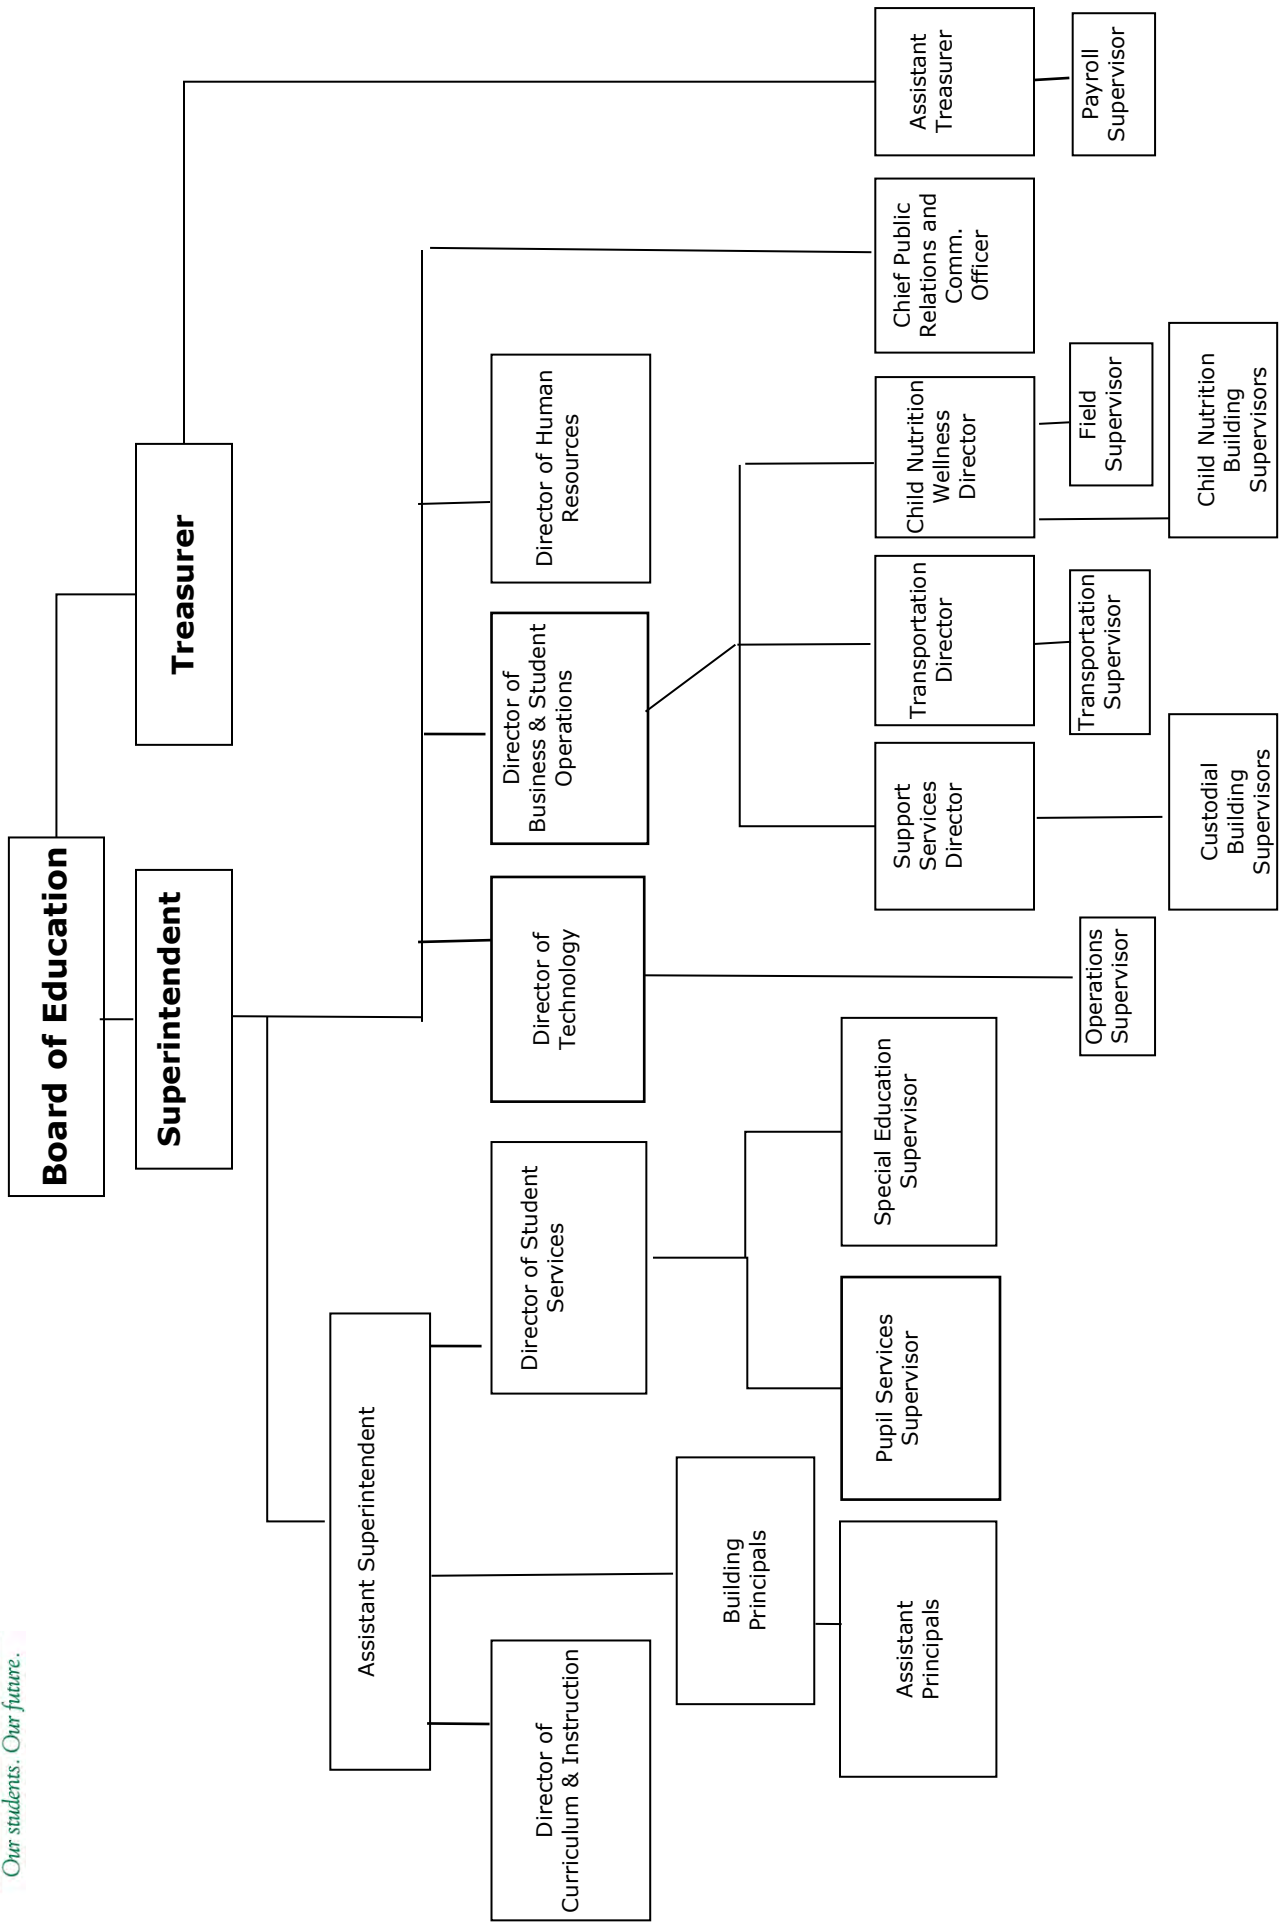 Our students. Our future.
Board of Education
Superintendent
Treasurer
Assistant Superintendent
Director of
Curriculum & Instruction
Director of Student
Services
Director of
Technology
Director of
Business & Student
Operations
Director of Human
Resources
Building
Principals
Assistant
Principals
Pupil Services
Supervisor
Special Education
Supervisor
Support
Services
Director
Transportation
Director
Child Nutrition
Wellness
Director
Chief Public
Relations and
Comm.
Officer
Assistant
Treasurer
Operations
Supervisor
Transportation
Supervisor
Field
Supervisor
Payroll
Supervisor
Custodial
Building
Supervisors
Child Nutrition
Building
Supervisors